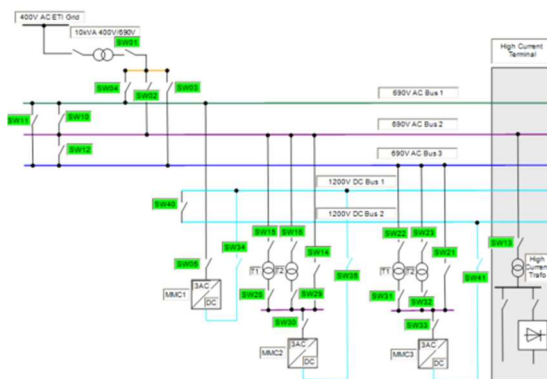 400V AC ETI Grid
10kVA 400V/690V
SW01
High Current
Terminal
SW04
SW02
SW03
690V AC Bus 1
SW11
SW10
690V AC Bus 2
SW12
690V AC Bus 3
1200V DC Bus 1
SW40
1200V DC Bus 2
SW15
SW16
SW22
SW23
SW13
SW34
SW14
SW21
SW05
SW35
SW41
T1
T2
T1
T2
High
Current
Trafo
3AC
DC
MMC1
SW25
SW29
SW31
SW32
SW30
SW33
3AC
DC
MMC2
3AC
DC
MMC3